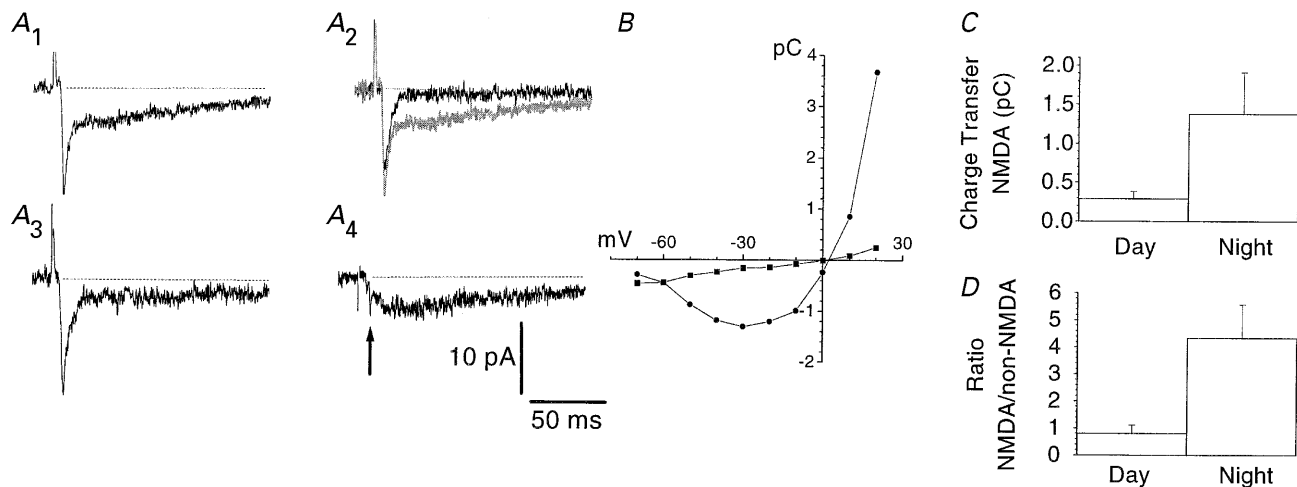 A1
A2
A3
A4
10 pA
50 ms
B
pC
4
3
2
1
-1
-2
mV
-60
-30
30
C
Charge Transfer
NMDA (pC)
2.0
1.5
1.0
0.5
0.0
Day
Night
D
Ratio
NMDA/non-NMDA
6
5
4
3
2
1
0
Day
Night